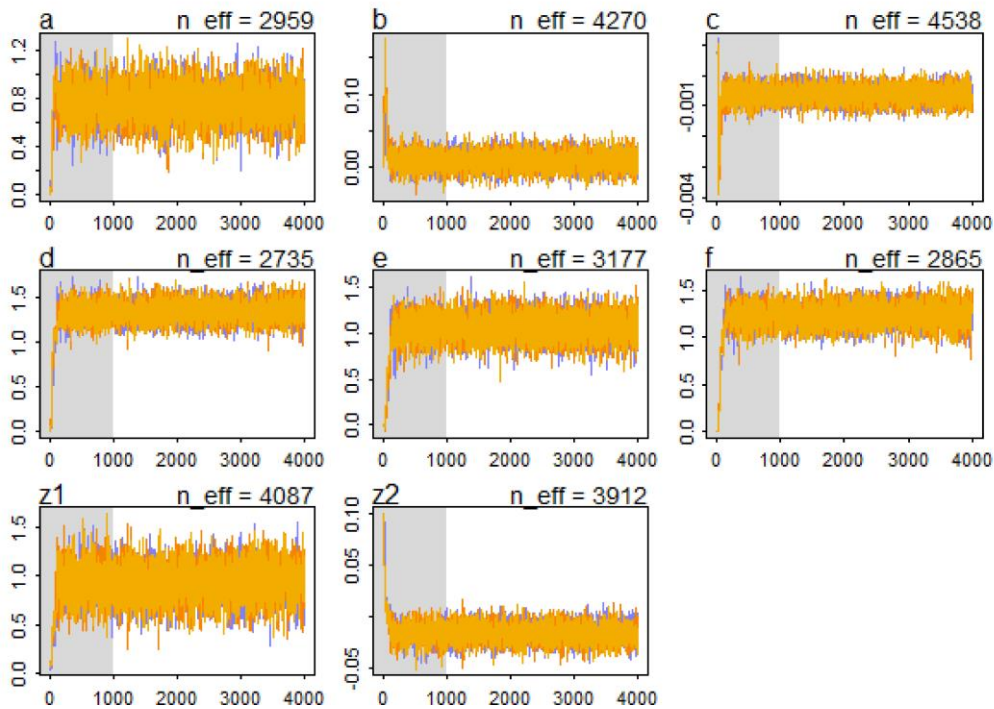 a n_eff = 2959
b n_eff = 4270
c n_eff = 4538
0.0 0.4 0.8 1.2
0.00 0.10
-0.004 -0.001
0 1000 2000 3000 4000
0 1000 2000 3000 4000
0 1000 2000 3000 4000
d n_eff = 2735
e n_eff = 3177
f n_eff = 2865
0.0 0.5 1.0 1.5
0.0 0.5 1.0 1.5
0.0 0.5 1.0 1.5
0 1000 2000 3000 4000
0 1000 2000 3000 4000
0 1000 2000 3000 4000
z1 n_eff = 4087
z2 n_eff = 3912
0.0 0.5 1.0 1.5
-0.05 0.05 0.10
0 1000 2000 3000 4000
0 1000 2000 3000 4000